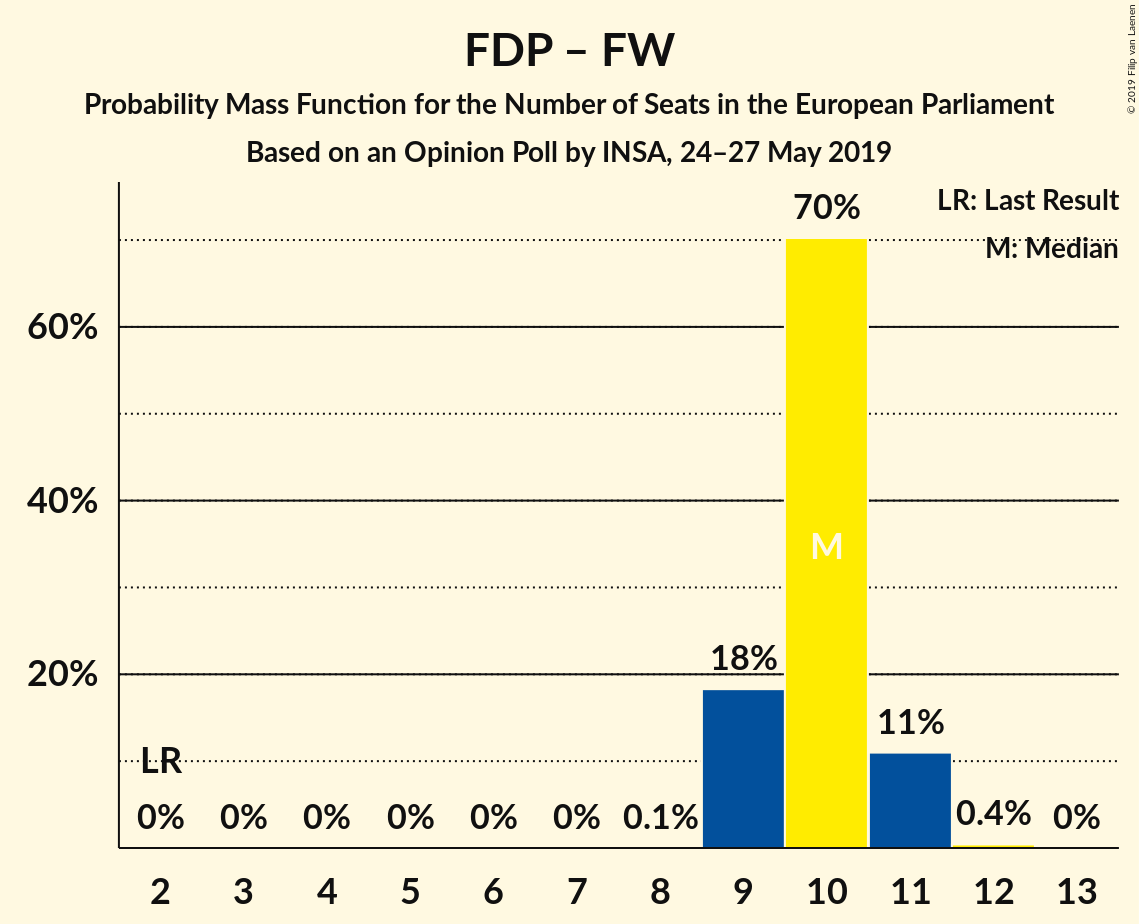 FDP – FW
Probability Mass Function for the Number of Seats in the European Parliament
Based on an Opinion Poll by INSA, 24–27 May 2019
© 2019 Filip van Laenen
LR: Last Result
M: Median
70%
60%
40%
M
20%
18%
11%
LR
0% 0% 0% 0% 0% 0% 0.1% 0.4% 0%
2 3 4 5 6 7 8 9 10 11 12 13